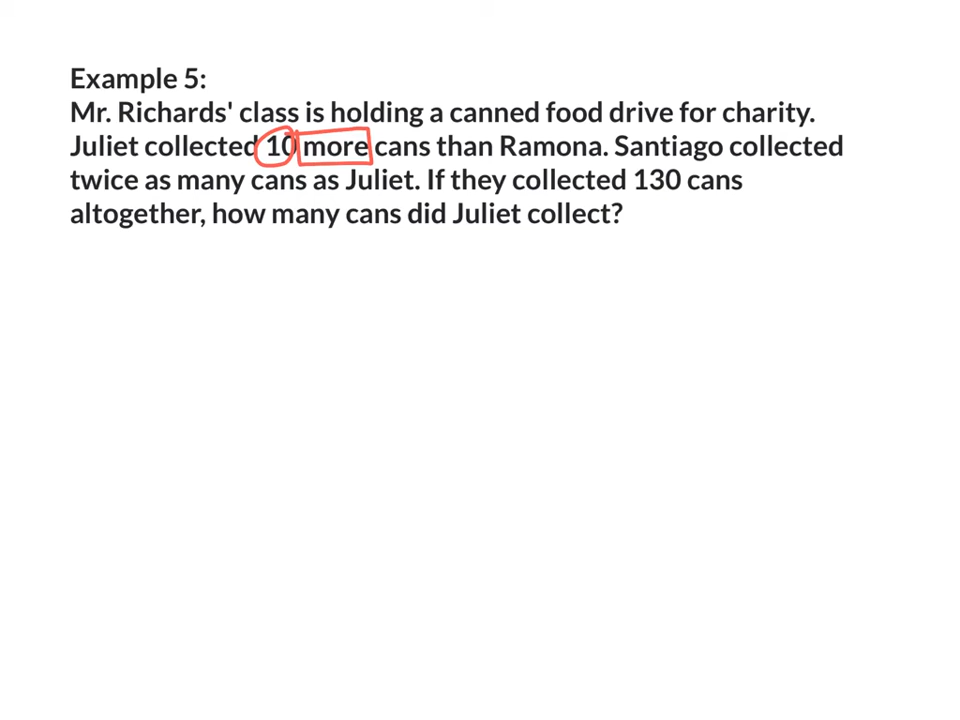 Example 5:
Mr. Richards' class is holding a canned food drive for charity.
Juliet collected 10 more cans than Ramona. Santiago collected
twice as many cans as Juliet. If they collected 130 cans
altogether, how many cans did Juliet collect?